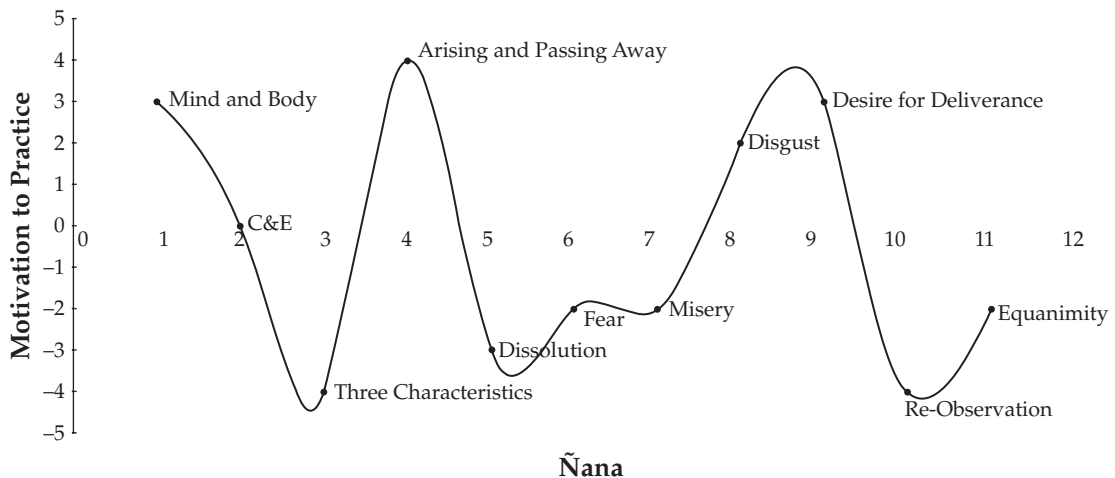 5
4
3
2
1
0
–1
–2
–3
–4
–5
Motivation to Practice
Mind and Body
C&E
Three Characteristics
Arising and Passing Away
Dissolution
Fear
Misery
Disgust
Desire for Deliverance
Re-Observation
Equanimity
0 1 2 3 4 5 6 7 8 9 10 11 12
Ñana